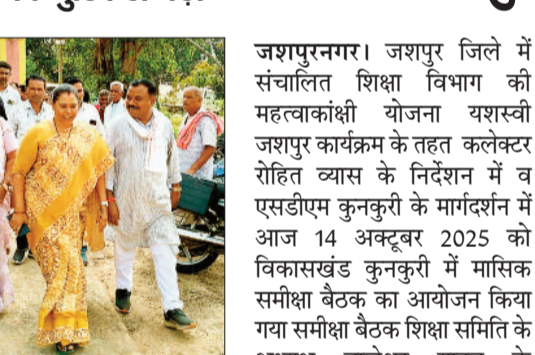 जशपुरनगर। जशपुर जिले में
संचालित शिक्षा विभाग की
महत्वाकांक्षी योजना यशस्वी
जशपुर कार्यक्रम के तहत कलेक्टर
रोहित व्यास के निर्देशन में व
एसडीएम कुनकुरी के मार्गदर्शन में
आज 14 अक्टूबर 2025 को
विकासखंड कुनकुरी में मासिक
समीक्षा बैठक का आयोजन किया
गया समीक्षा बैठक शिक्षा समिति के